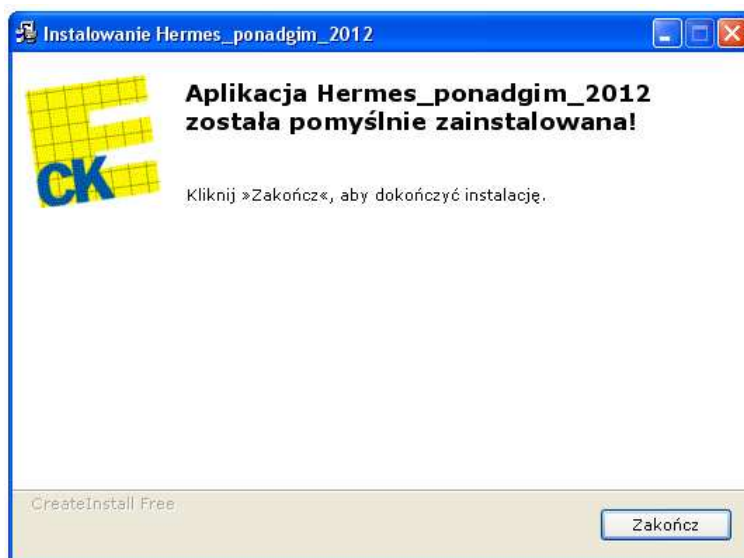 Instalowanie Hermes_ponadgim_2012
Aplikacja Hermes_ponadgim_2012
została pomyślnie zainstalowana!
CK
Kliknij »Zakończ«, aby dokończyć instalację.
CreateInstall Free
Zakończ